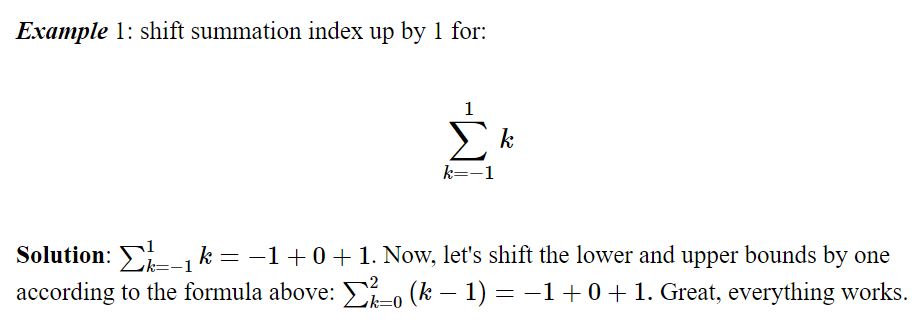 Example 1: shift summation index up by 1 for:
1
∑ k
k=−1
Solution: ∑_{k=−1}^{1} k = −1 + 0 + 1. Now, let's shift the lower and upper bounds by one
according to the formula above: ∑_{k=0}^{2} (k − 1) = −1 + 0 + 1. Great, everything works.